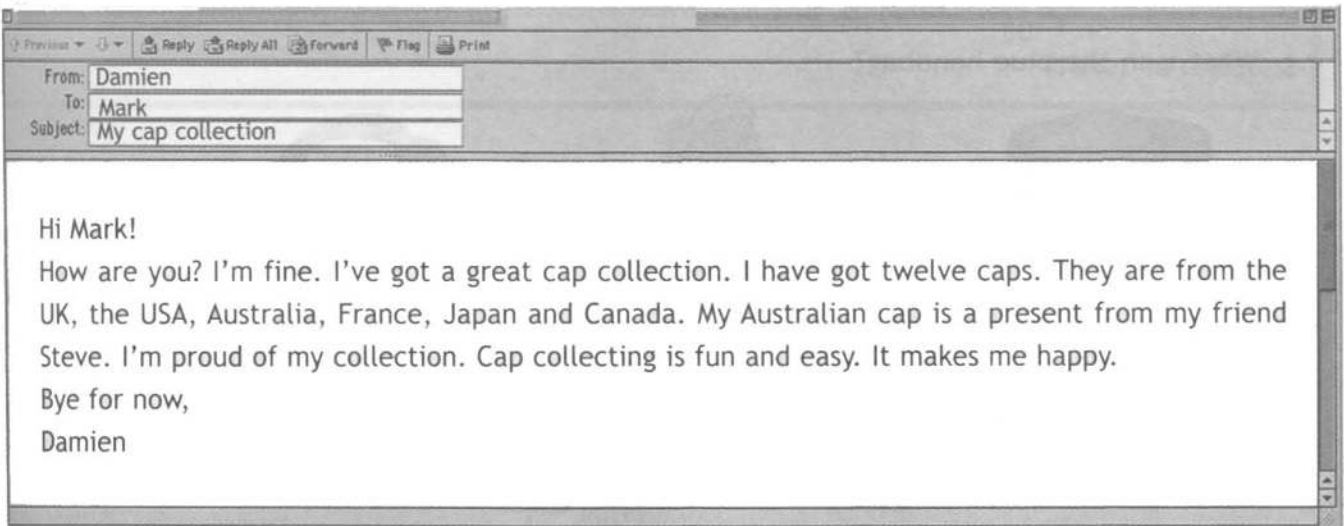 Previous Reply Reply All Forward Flag Print
From: Damien
To: Mark
Subject: My cap collection
Hi Mark!
How are you? I'm fine. I've got a great cap collection. I have got twelve caps. They are from the
UK, the USA, Australia, France, Japan and Canada. My Australian cap is a present from my friend
Steve. I'm proud of my collection. Cap collecting is fun and easy. It makes me happy.
Bye for now,
Damien